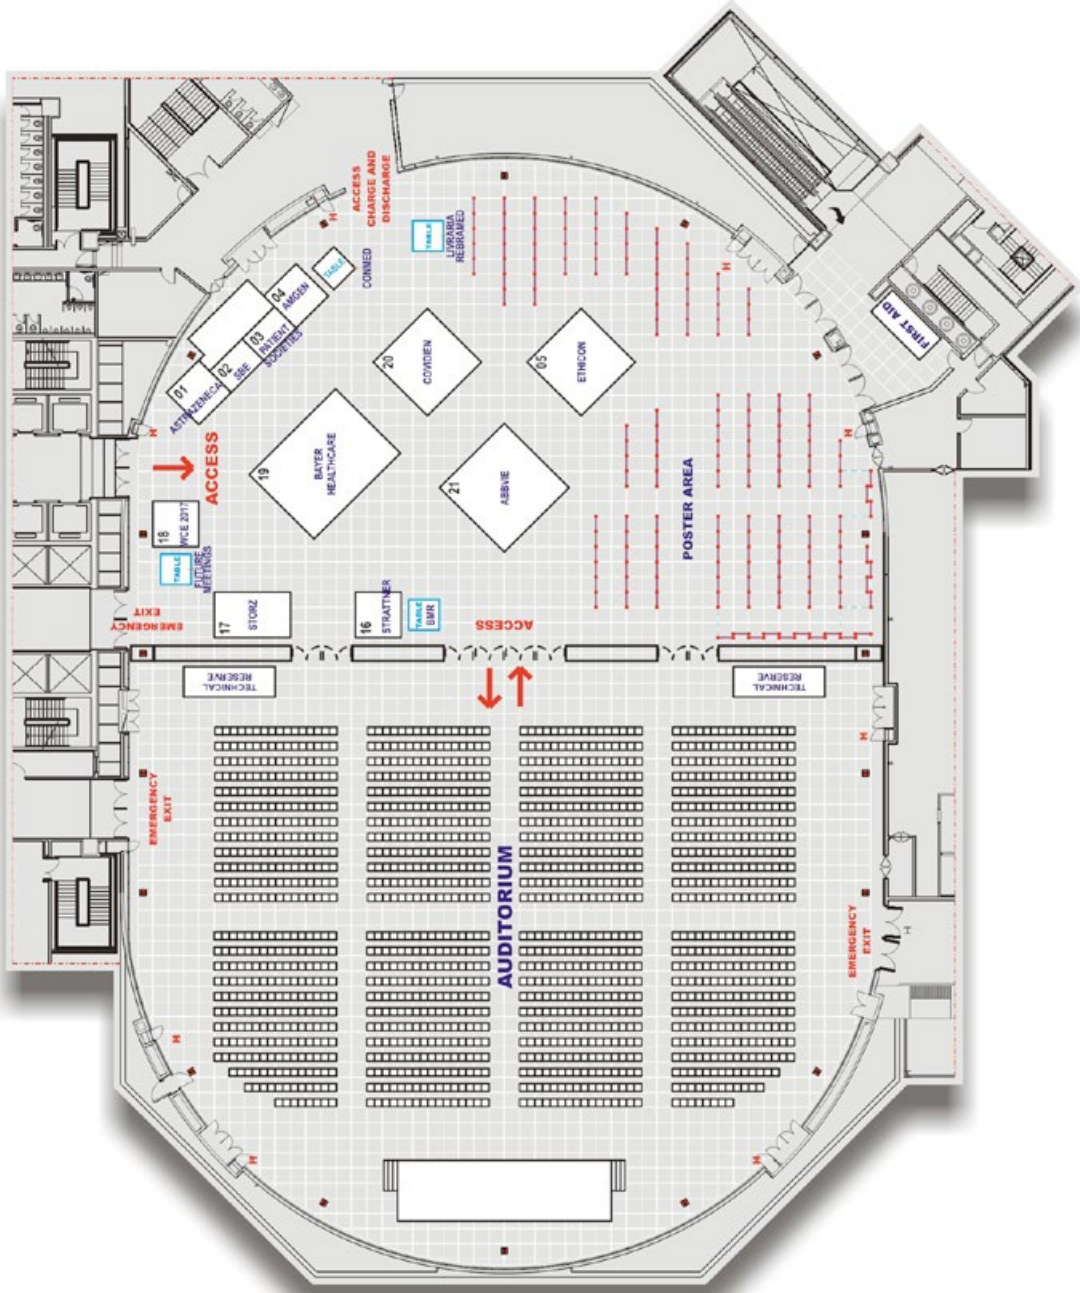 ACCESS
CHARGE AND
DISCHARGE
TABLE
LIVRARIA
REBRAMED
TABLE
CONMED
04
AMGEN
03
PATIENT
SOCIETIES
02
SBE
01
ASTRAZENECA
20
COVIDIEN
05
ETHICON
FIRST AID
ACCESS
19
BAYER
HEALTHCARE
21
ABBVIE
POSTER AREA
18
WCE 2017
TABLE
FUTURE
MEETINGS
EMERGENCY
EXIT
17
STORZ
16
STRATTNER
TABLE
BMR
ACCESS
TECHNICAL
RESERVE
TECHNICAL
RESERVE
H
H
H
H
H
EMERGENCY
EXIT
AUDITORIUM
EMERGENCY
EXIT
H
H
H
H